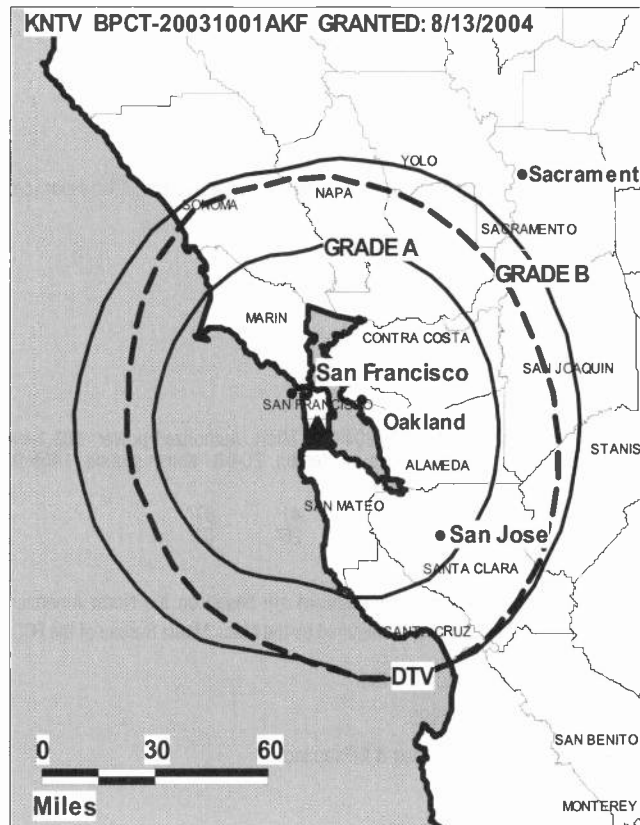 KNTV BPCT-20031001AKF GRANTED: 8/13/2004
YOLO
Sacrament
NAPA
SONOMA
SACRAMENTO
GRADE A
GRADE B
MARIN
CONTRA COSTA
SAN JOAQUIN
San Francisco
SAN FRANCISCO
Oakland
STANIS
ALAMEDA
SAN MATEO
San Jose
SANTA CLARA
SANTA CRUZ
DTV
SAN BENITO
0 30 60
Miles
MONTEREY